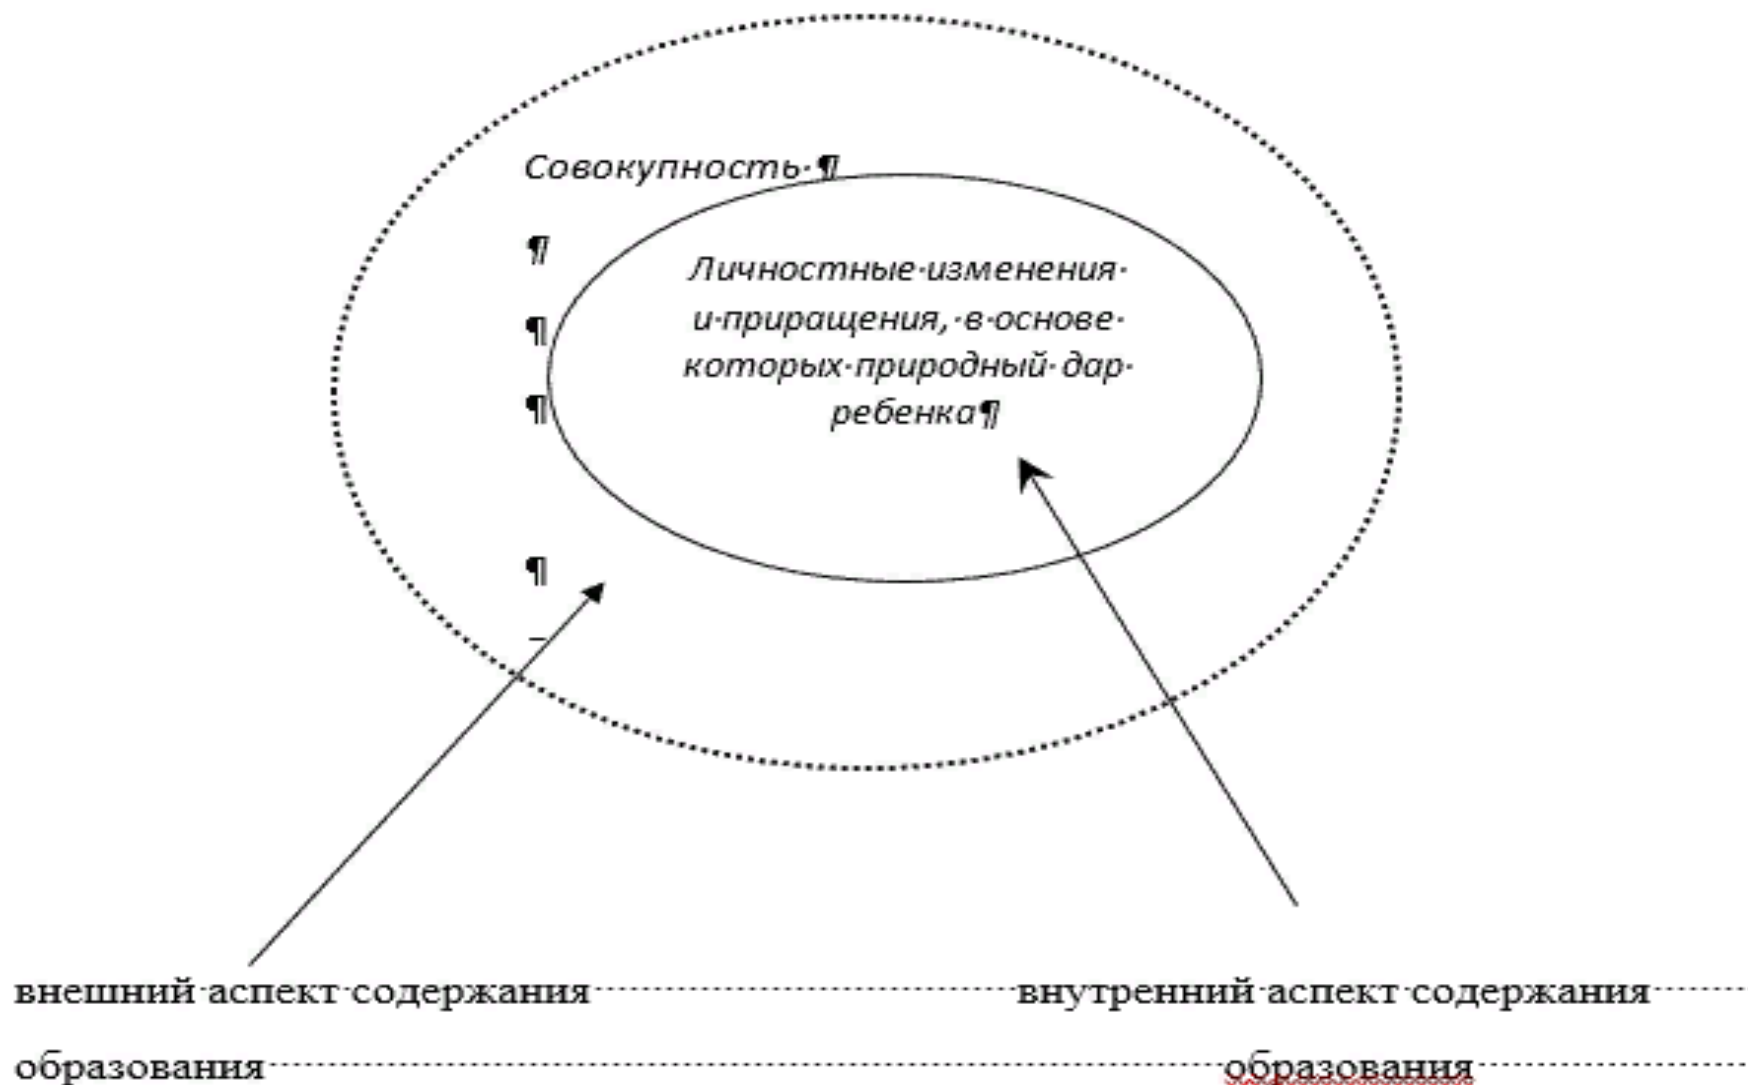 Совокупность· ¶
¶
¶
¶
¶
Личностные·изменения·
и·приращения,·в·основе·
которых·природный·дар·
ребенка¶
внешний·аспект·содержания
внутренний·аспект·содержания
образования
образования